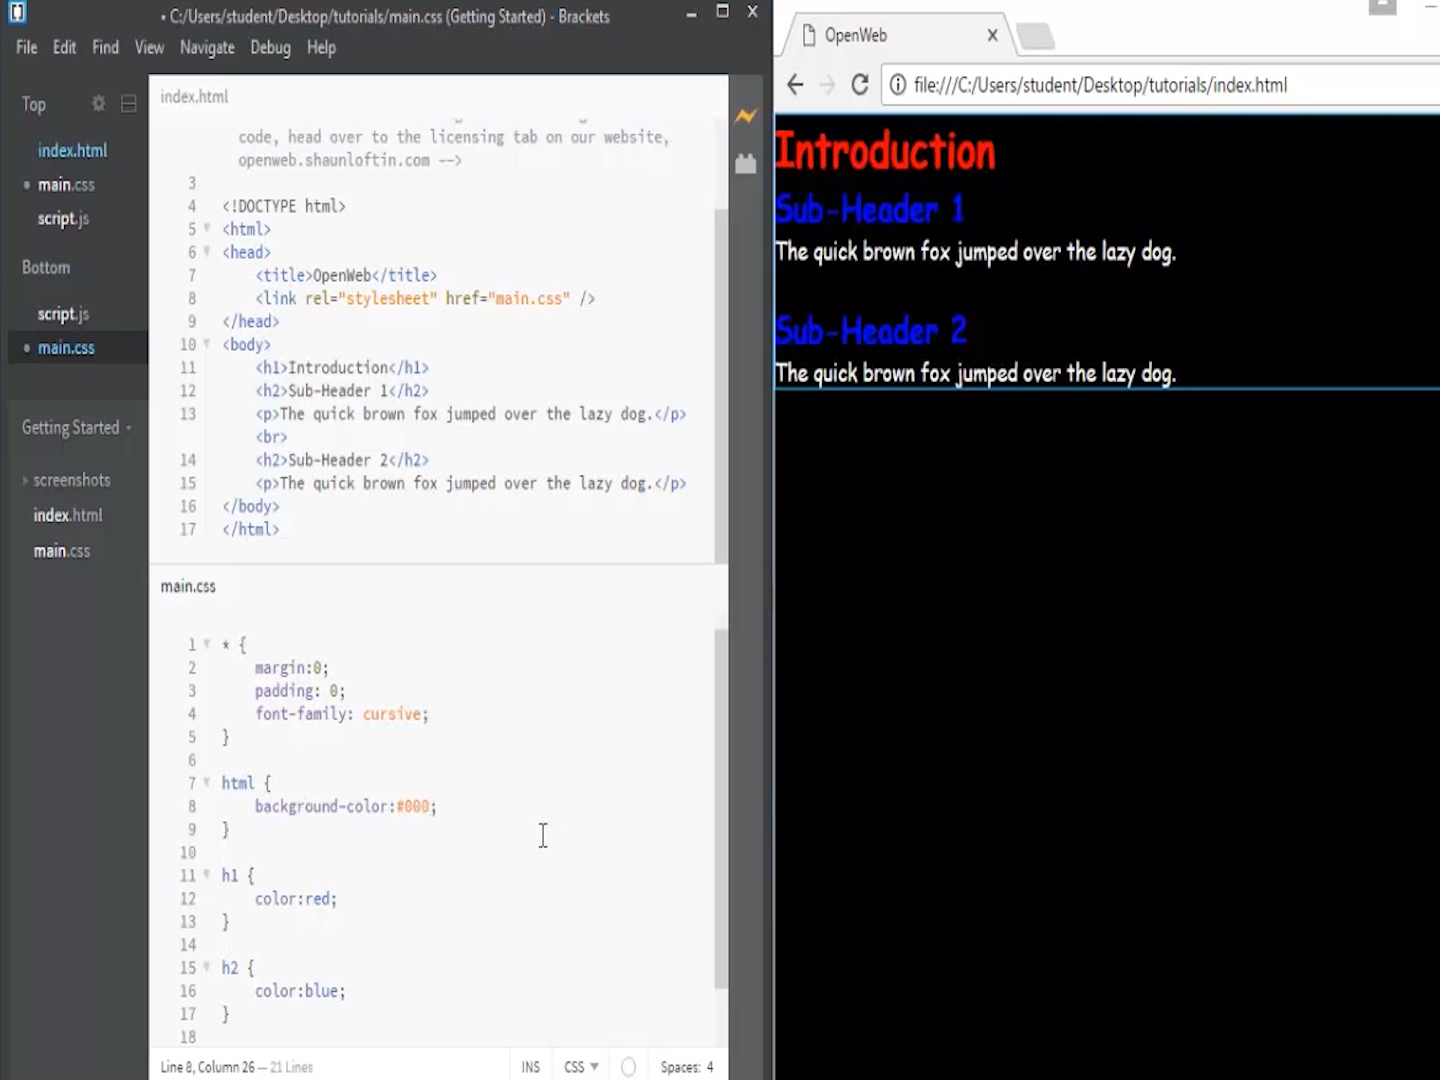 • C:/Users/student/Desktop/tutorials/main.css (Getting Started) - Brackets
File Edit Find View Navigate Debug Help
Top
index.html
• main.css
script.js
Bottom
script.js
• main.css
Getting Started
screenshots
index.html
main.css
index.html
code, head over to the licensing tab on our website,
openweb.shaunloftin.com -->
3
4 <!DOCTYPE html>
5 <html>
6 <head>
7 <title>OpenWeb</title>
8 <link rel="stylesheet" href="main.css" />
9 </head>
10 <body>
11 <h1>Introduction</h1>
12 <h2>Sub-Header 1</h2>
13 <p>The quick brown fox jumped over the lazy dog.</p>
<br>
14 <h2>Sub-Header 2</h2>
15 <p>The quick brown fox jumped over the lazy dog.</p>
16 </body>
17 </html>
main.css
1 * {
2 margin:0;
3 padding: 0;
4 font-family: cursive;
5 }
6
7 html {
8 background-color:#000;
9 }
10
11 h1 {
12 color:red;
13 }
14
15 h2 {
16 color:blue;
17 }
18
Line 8, Column 26 — 21 Lines
INS CSS Spaces: 4
OpenWeb
file:///C:/Users/student/Desktop/tutorials/index.html
Introduction
Sub-Header 1
The quick brown fox jumped over the lazy dog.
Sub-Header 2
The quick brown fox jumped over the lazy dog.